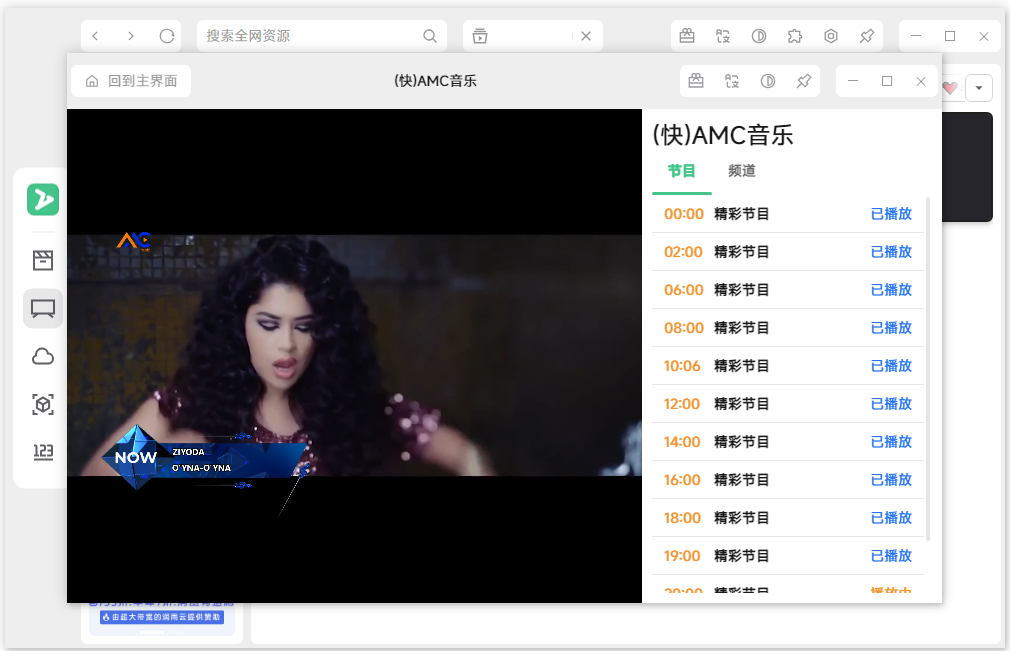 搜索全网资源
回到主界面
(快)AMC音乐
(快)AMC音乐
节目 频道
00:00 精彩节目 已播放
02:00 精彩节目 已播放
06:00 精彩节目 已播放
08:00 精彩节目 已播放
10:06 精彩节目 已播放
12:00 精彩节目 已播放
14:00 精彩节目 已播放
16:00 精彩节目 已播放
18:00 精彩节目 已播放
19:00 精彩节目 已播放
20:00 精彩节目 播放中
AMC
NOW
ZIYODA
O'YNA-O'YNA
123
由超大带宽的润雨云提供赞助